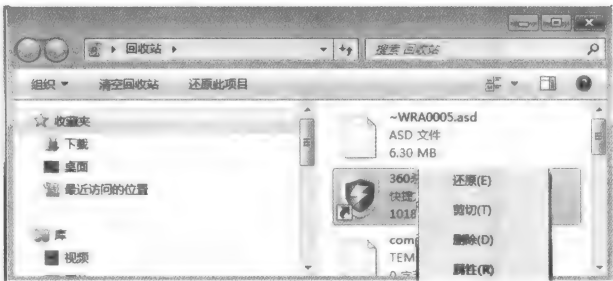 回收站
搜索 回收站
组织 清空回收站 还原此项目
收藏夹
下载
桌面
最近访问的位置
库
视频
~WRA0005.asd
ASD 文件
6.30 MB
360
快捷
1018
com
TEM
还原(E)
剪切(T)
删除(D)
属性(R)